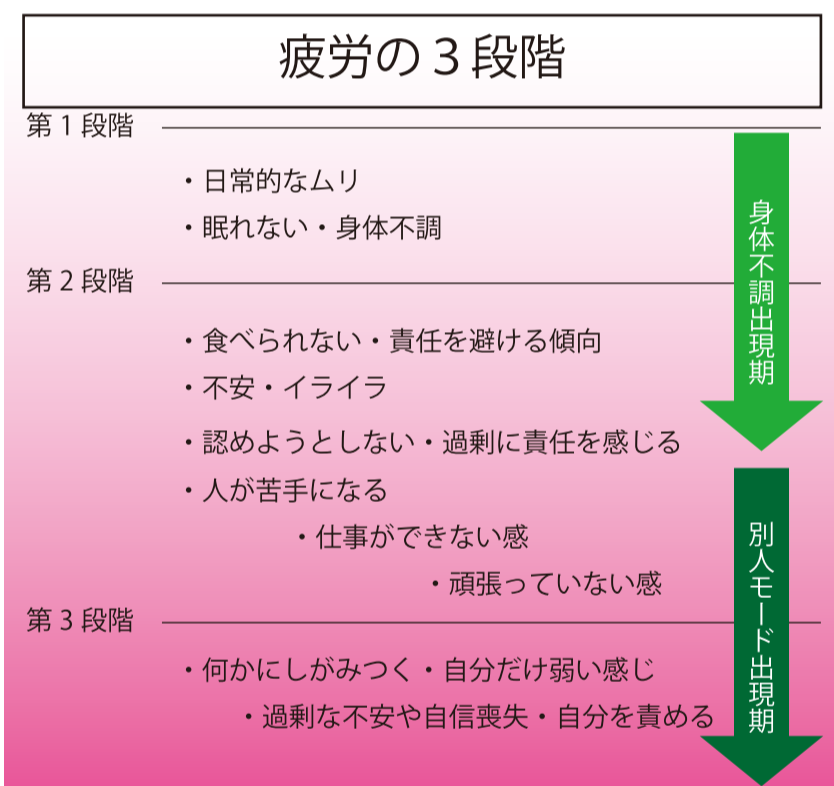 疲労の３段階
第１段階
・日常的なムリ
・眠れない・身体不調
第２段階
・食べられない・責任を避ける傾向
・不安・イライラ
・認めようとしない・過剰に責任を感じる
・人が苦手になる
・仕事ができない感
・頑張っていない感
第３段階
・何かにしがみつく・自分だけ弱い感じ
・過剰な不安や自信喪失・自分を責める
身体不調出現期
別人モード出現期